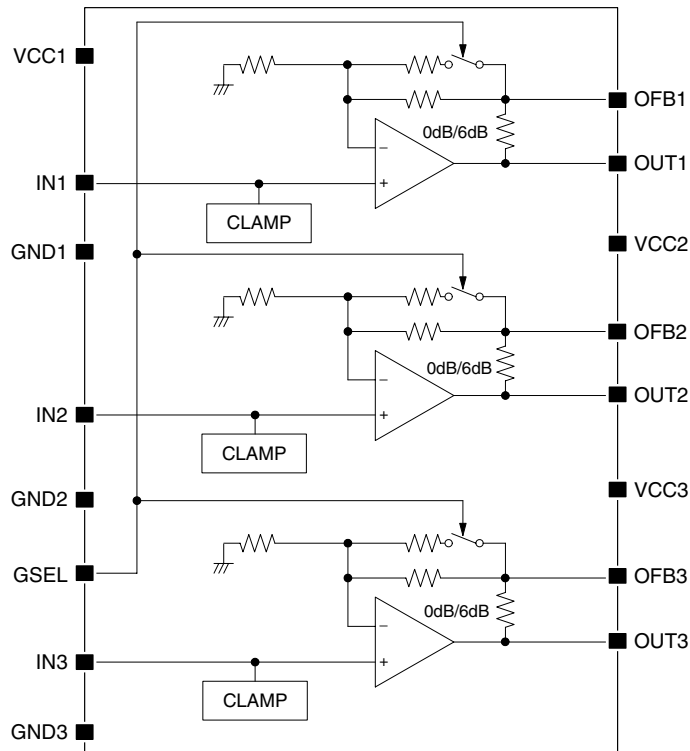 VCC1
OFB1
0dB/6dB
−
OUT1
IN1
+
CLAMP
VCC2
GND1
OFB2
0dB/6dB
−
OUT2
IN2
+
CLAMP
VCC3
GND2
GSEL
OFB3
0dB/6dB
−
OUT3
IN3
+
CLAMP
GND3